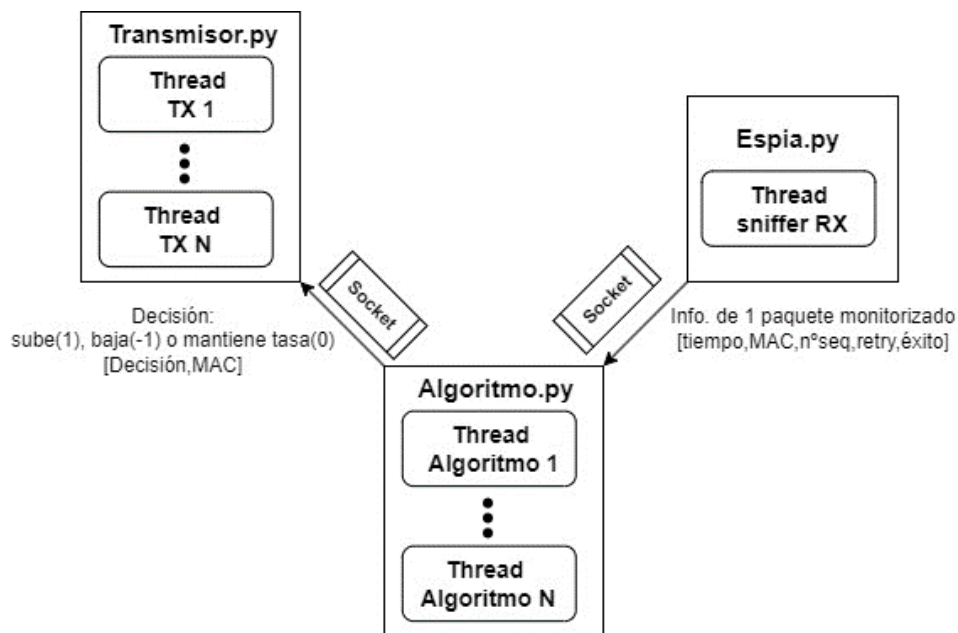 Transmisor.py
Thread
TX 1
Thread
TX N
Espia.py
Thread
sniffer RX
Socket
Socket
Decisión:
sube(1), baja(-1) o mantiene tasa(0)
[Decisión,MAC]
Info. de 1 paquete monitorizado
[tiempo,MAC,nºseq,retry,éxito]
Algoritmo.py
Thread
Algoritmo 1
Thread
Algoritmo N